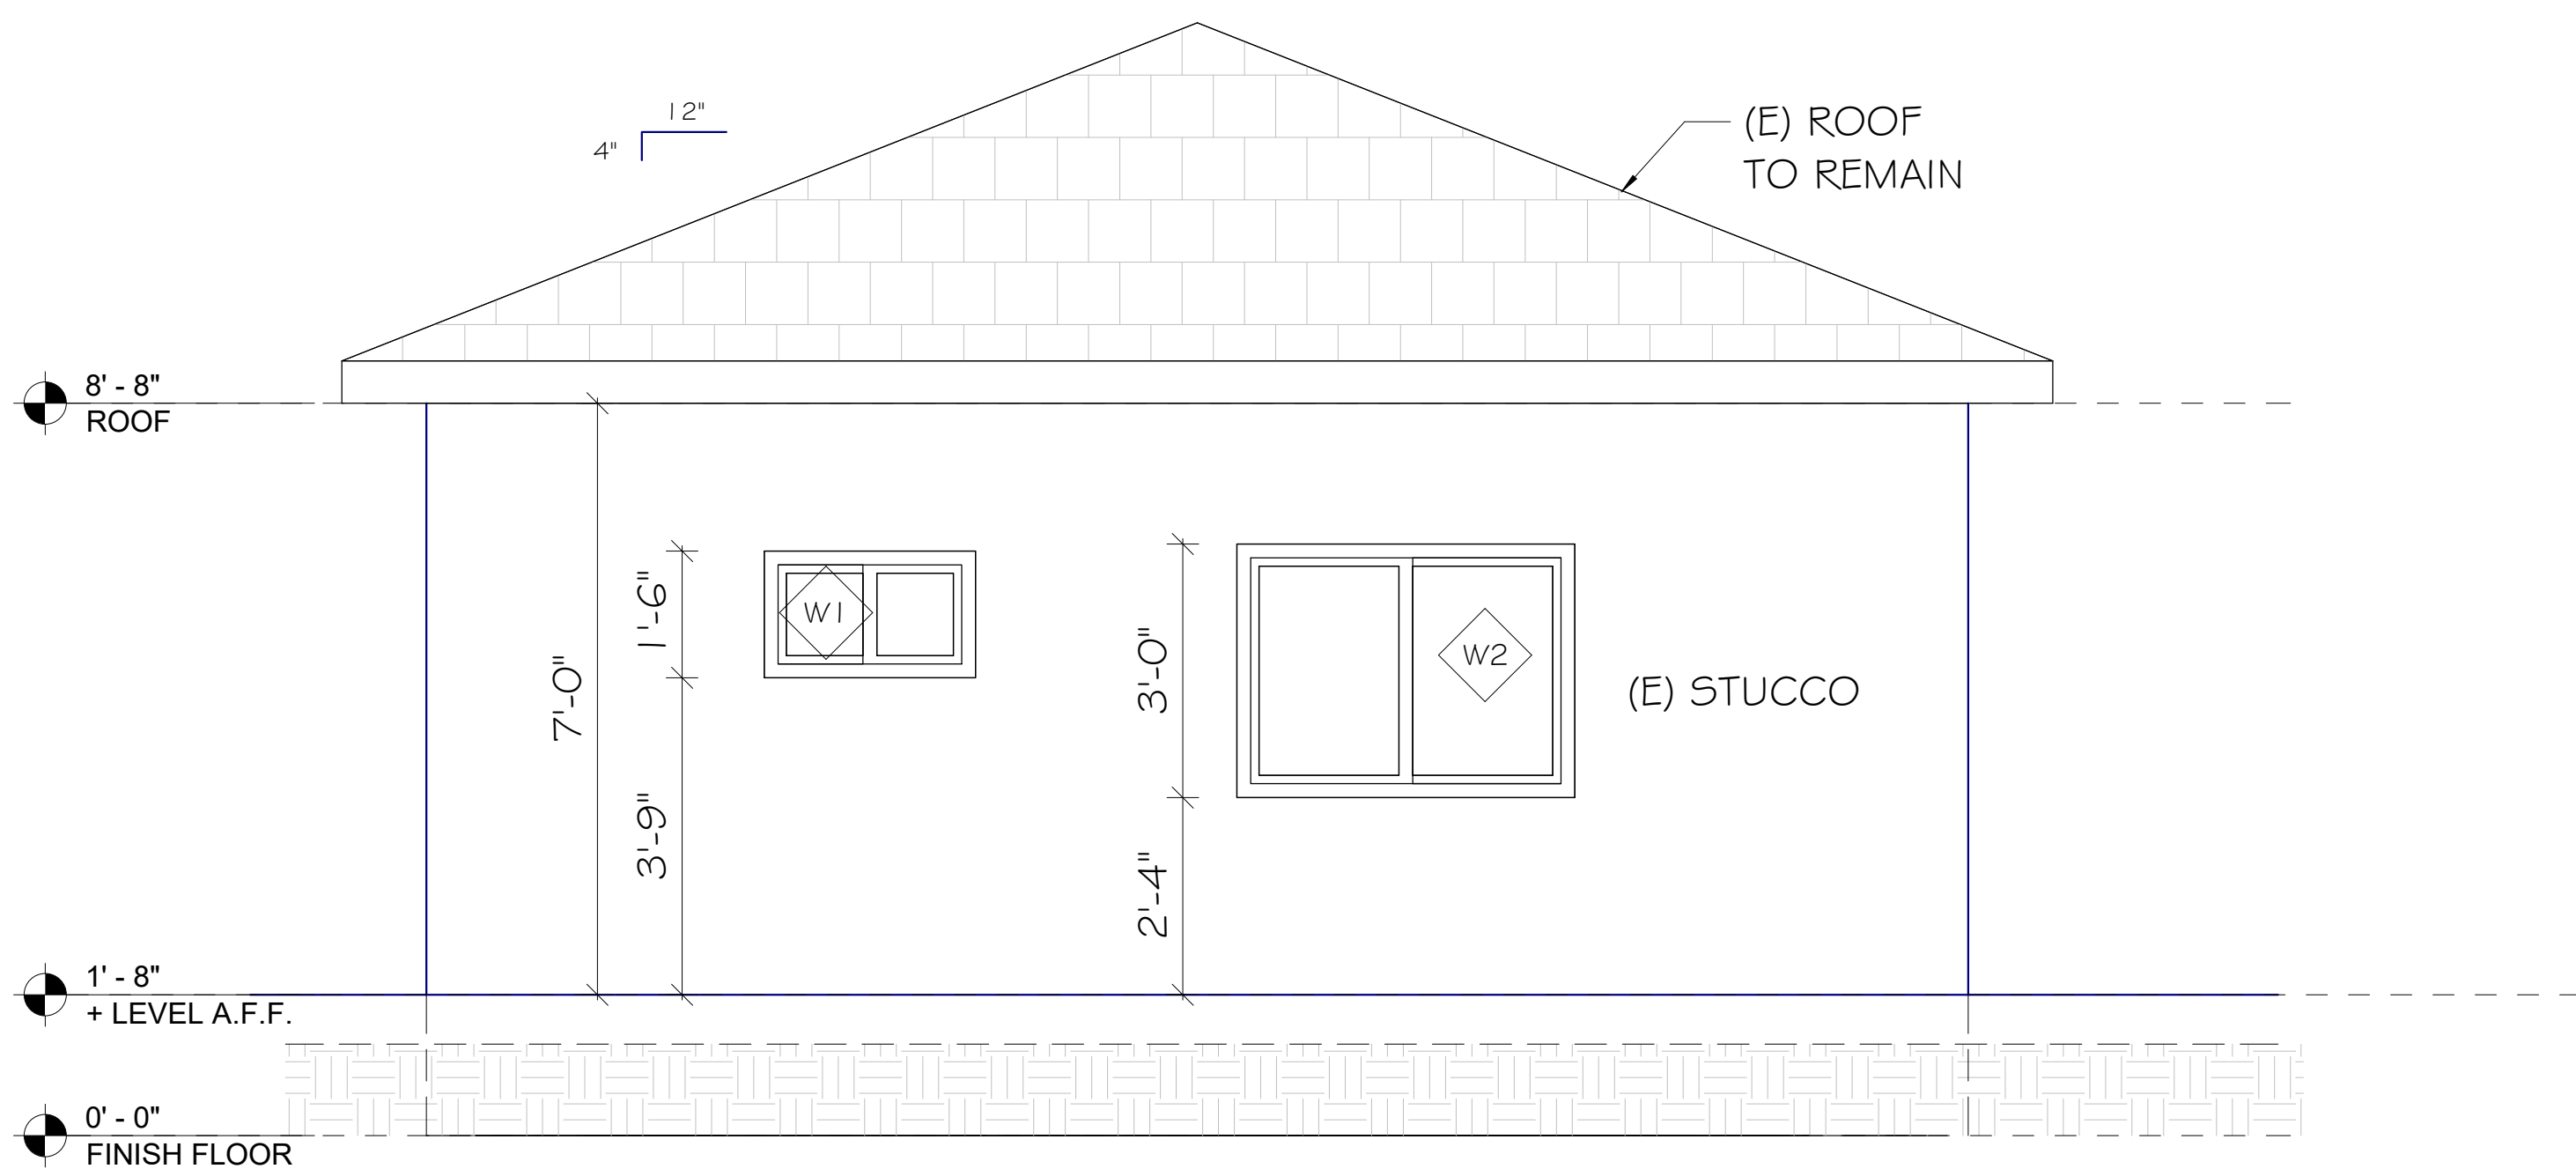 12"
4"
(E) ROOF
TO REMAIN
8' - 8"
ROOF
1'-6"
W1
7'-0"
3'-0"
W2
(E) STUCCO
3'-9"
2'-4"
1' - 8"
+ LEVEL A.F.F.
0' - 0"
FINISH FLOOR